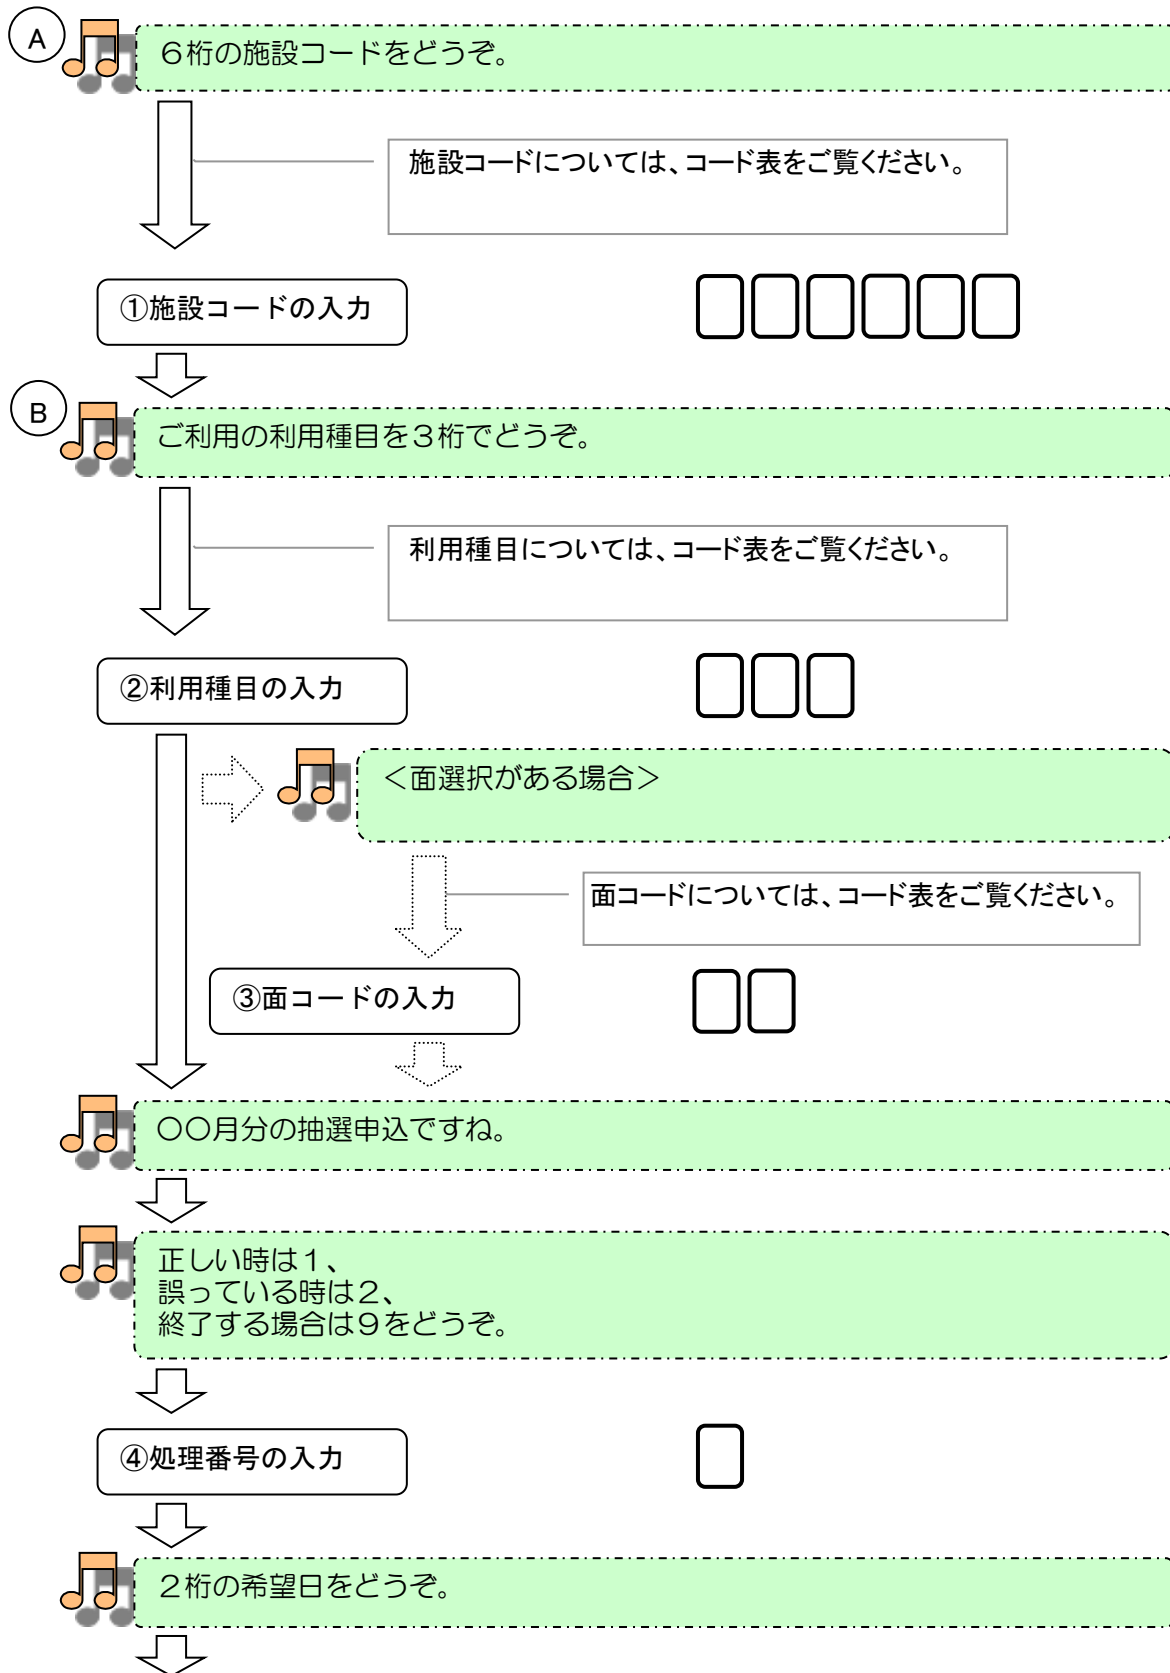 A
６桁の施設コードをどうぞ。
施設コードについては、コード表をご覧ください。
①施設コードの入力
B
ご利用の利用種目を３桁でどうぞ。
利用種目については、コード表をご覧ください。
②利用種目の入力
＜面選択がある場合＞
面コードについては、コード表をご覧ください。
③面コードの入力
〇〇月分の抽選申込ですね。
正しい時は１、
誤っている時は２、
終了する場合は９をどうぞ。
④処理番号の入力
２桁の希望日をどうぞ。